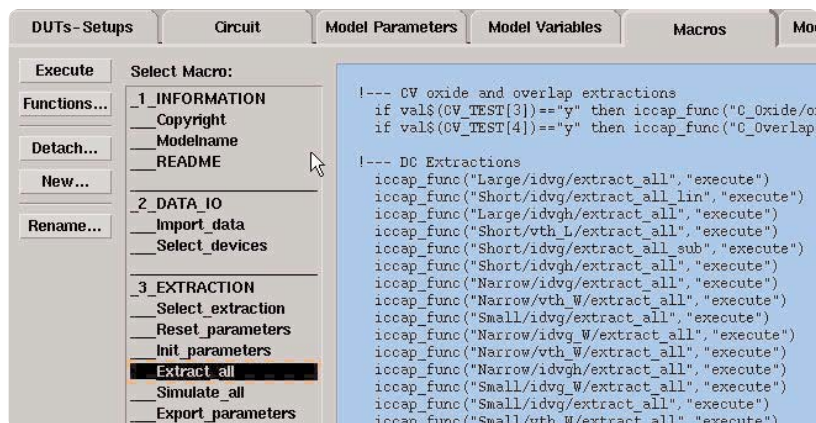 DUTs-Setups
Circuit
Model Parameters
Model Variables
Macros
Execute
Functions...
Detach...
New...
Rename...
Select Macro:
_1_INFORMATION
___Copyright
___Modelname
___README
_2_DATA_IO
___Import_data
___Select_devices
_3_EXTRACTION
___Select_extraction
___Reset_parameters
___Init_parameters
___Extract_all
___Simulate_all
___Export_parameters
!--- CV oxide and overlap extractions
if val$(CV_TEST[3])=="y" then iccap_func("C_Oxide/
if val$(CV_TEST[4])=="y" then iccap_func("C_Overlap
!--- DC Extractions
iccap_func("Large/idvg/extract_all","execute")
iccap_func("Short/idvg/extract_all_lin","execute")
iccap_func("Large/idvgh/extract_all","execute")
iccap_func("Short/vth_L/extract_all","execute")
iccap_func("Short/idvg/extract_all_sub","execute")
iccap_func("Short/idvgh/extract_all","execute")
iccap_func("Narrow/idvg/extract_all","execute")
iccap_func("Narrow/vth_W/extract_all","execute")
iccap_func("Small/idvg/extract_all","execute")
iccap_func("Narrow/idvg_W/extract_all","execute")
iccap_func("Narrow/vth_W/extract_all","execute")
iccap_func("Narrow/idvgh/extract_all","execute")
iccap_func("Small/idvg_W/extract_all","execute")
iccap_func("Small/idvg/extract_all","execute")
iccap_func("Small/vth_W/extract_all","execute")